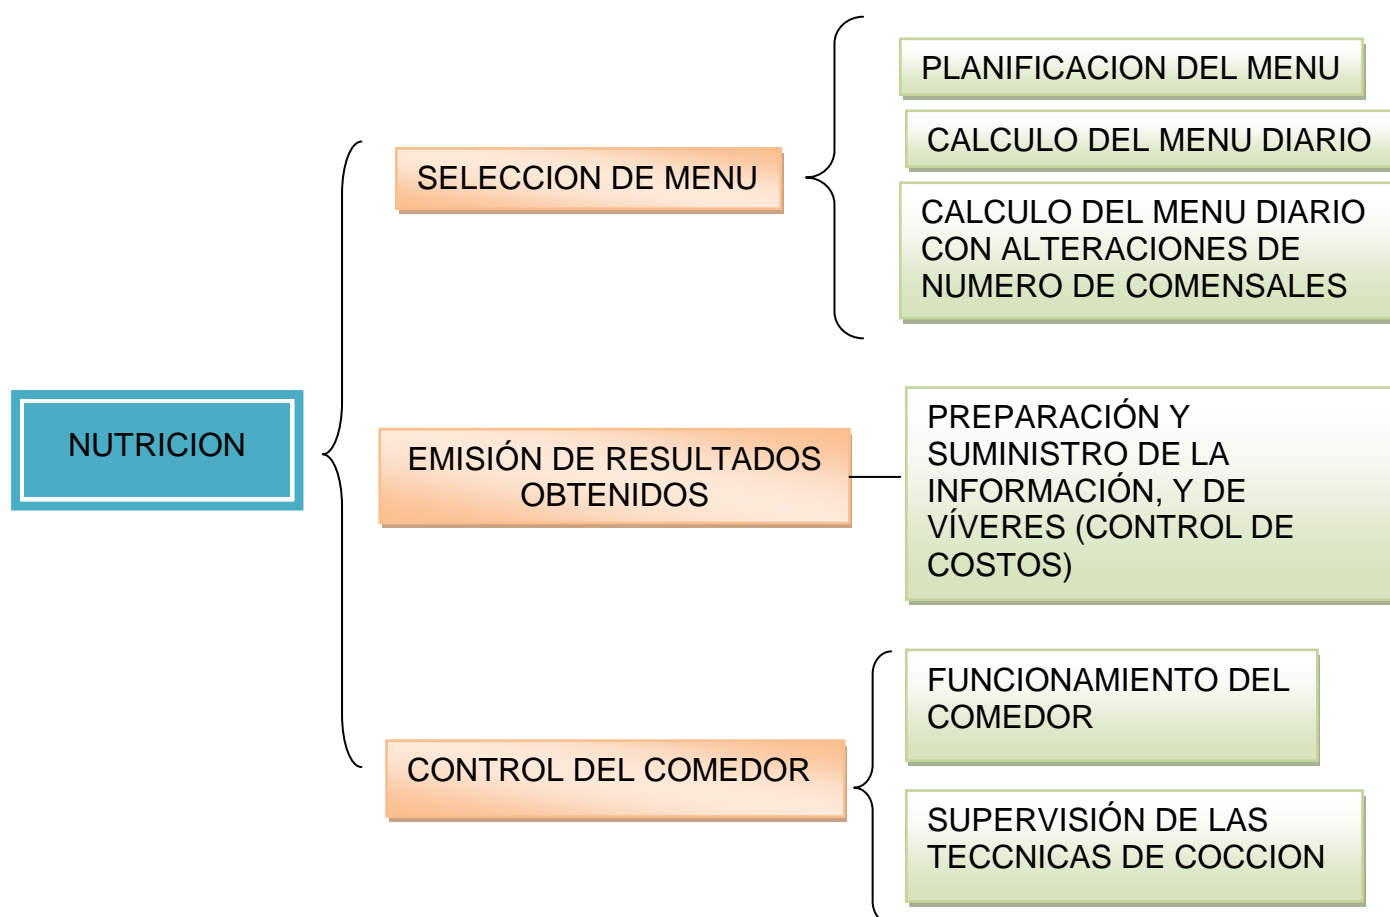 NUTRICION
SELECCION DE MENU
PLANIFICACION DEL MENU
CALCULO DEL MENU DIARIO
CALCULO DEL MENU DIARIO
CON ALTERACIONES DE
NUMERO DE COMENSALES
EMISIÓN DE RESULTADOS
OBTENIDOS
PREPARACIÓN Y
SUMINISTRO DE LA
INFORMACIÓN, Y DE
VÍVERES (CONTROL DE
COSTOS)
CONTROL DEL COMEDOR
FUNCIONAMIENTO DEL
COMEDOR
SUPERVISIÓN DE LAS
TECCNICAS DE COCCION